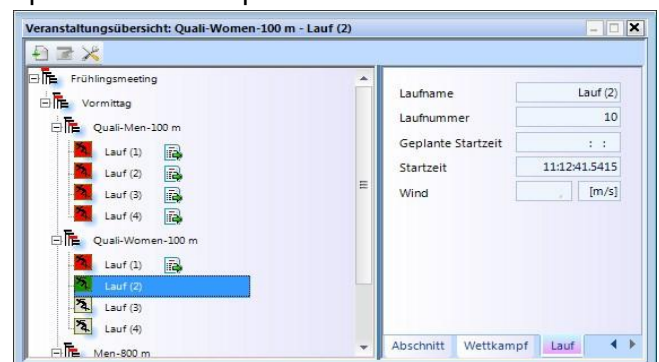 Veranstaltungsübersicht: Quali-Women-100 m - Lauf (2)
Frühlingsmeeting
Vormittag
Quali-Men-100 m
Lauf (1)
Lauf (2)
Lauf (3)
Lauf (4)
Quali-Women-100 m
Lauf (1)
Lauf (2)
Lauf (3)
Lauf (4)
Men-800 m
Laufname Lauf (2)
Laufnummer 10
Geplante Startzeit : :
Startzeit 11:12:41.5415
Wind , [m/s]
Abschnitt Wettkampf Lauf